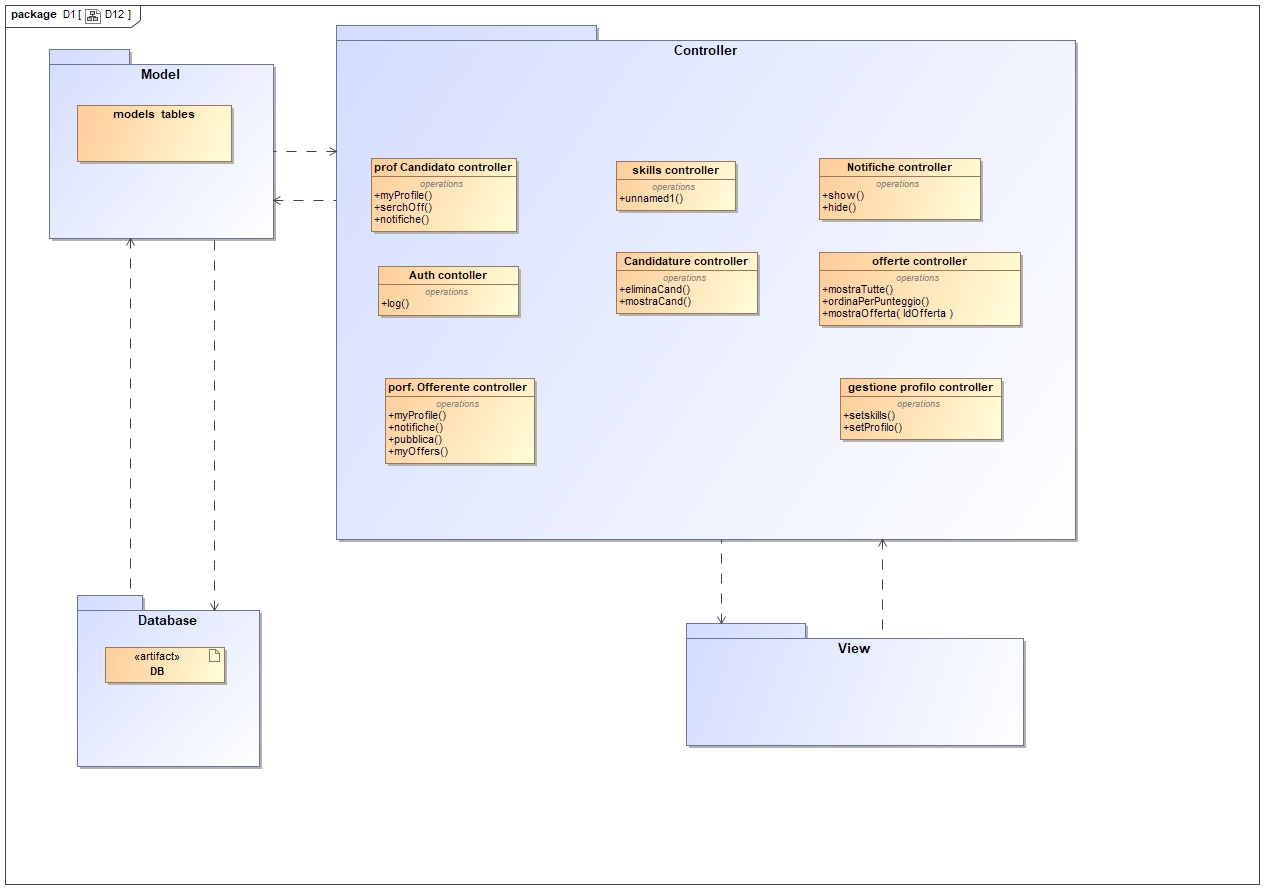 package D1 [ D12 ]
Model
models tables
Controller
prof Candidato controller
operations
+myProfile()
+serchOff()
+notifiche()
skills controller
operations
+unnamed1()
Notifiche controller
operations
+show()
+hide()
Auth contoller
operations
+log()
Candidature controller
operations
+eliminaCand()
+mostraCand()
offerte controller
operations
+mostraTutte()
+ordinaPerPunteggio()
+mostraOfferta( IdOfferta )
porf. Offerente controller
operations
+myProfile()
+notifiche()
+pubblica()
+myOffers()
gestione profilo controller
operations
+setskills()
+setProfilo()
Database
«artifact»
DB
View